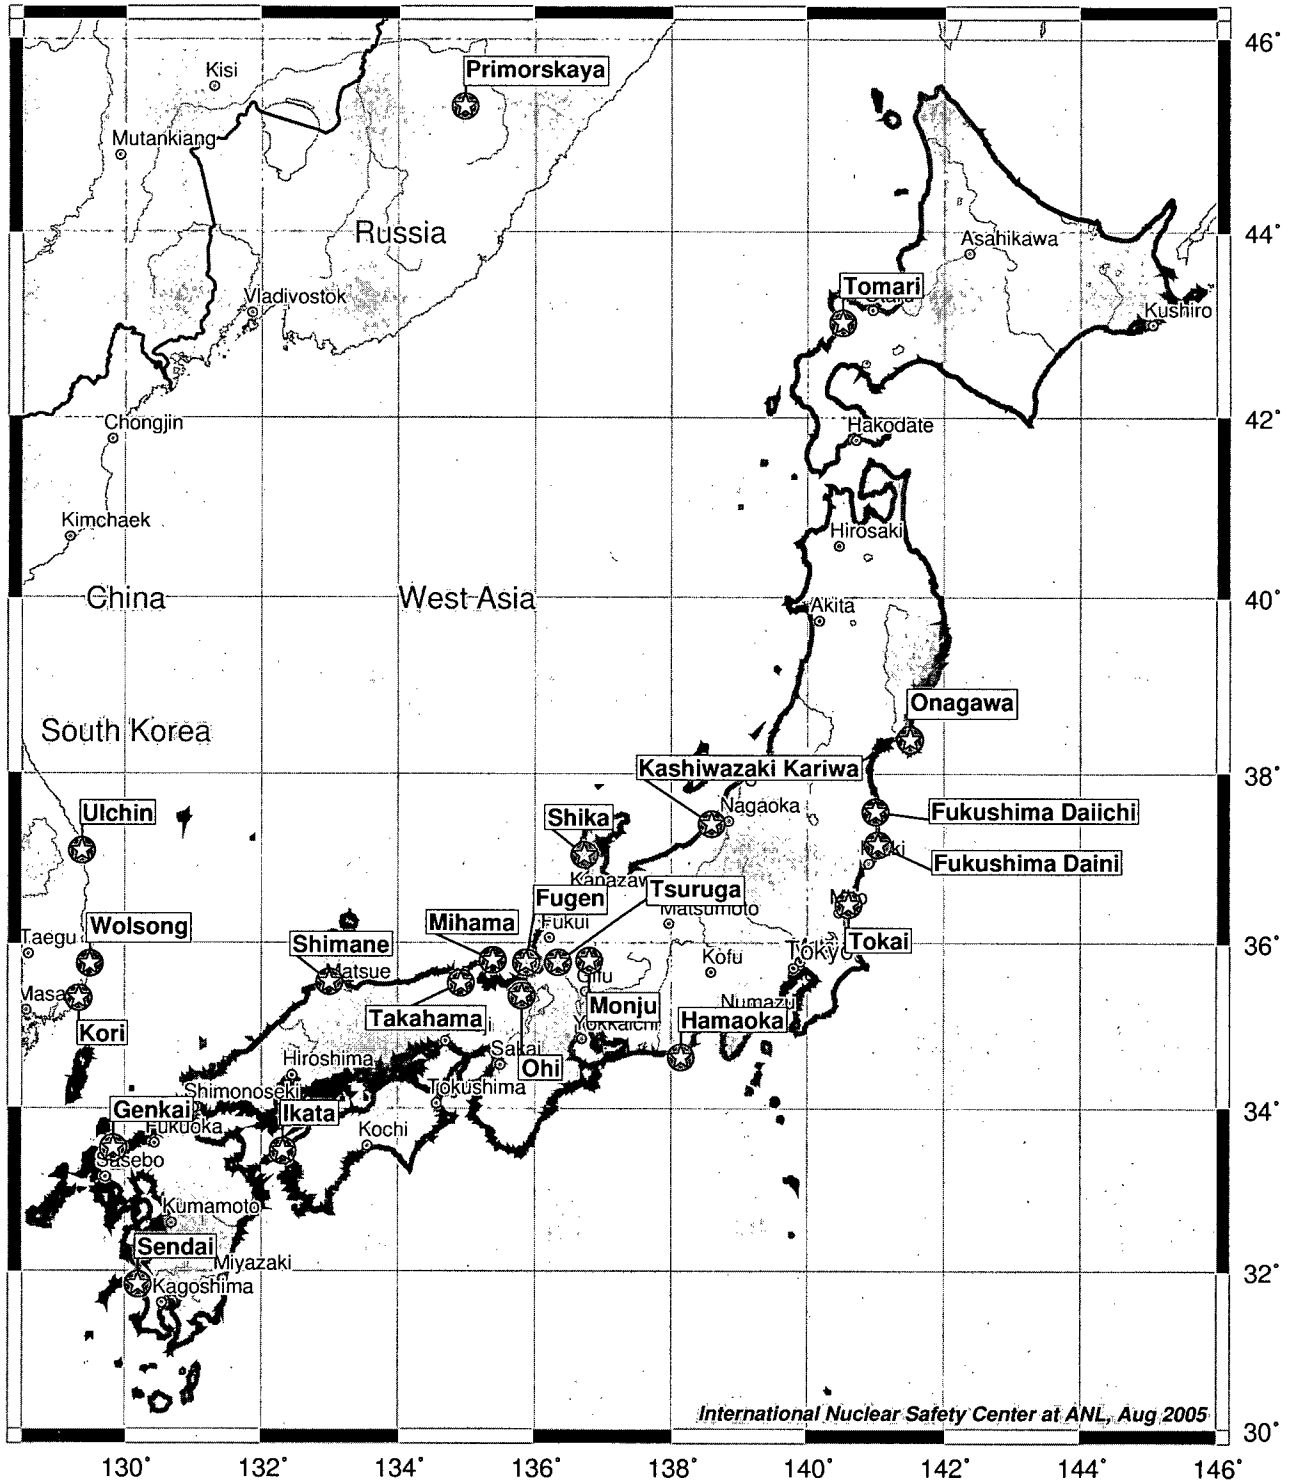 46°
Kisi
Primorskaya
Mutankiang
Russia
44°
Asahikawa
Vladivostok
Tomari
Kushiro
Chongjin
42°
Hakodate
Kimchaek
Hirosaki
China
West Asia
40°
Akita
Onagawa
South Korea
Kashiwazaki Kariwa
38°
Ulchin
Shika
Nagaoka
Fukushima Daiichi
Fukushima Daini
Tsuruga
Fugen
Matsumoto
Wolsong
Mihama
Fukui
Taegu
Shimane
Tokyo
Tokai
36°
Kofu
Monju
Numazu
Takahama
Hamaoka
Kori
Hiroshima
Sakai
Ohi
Shimonoseki
Tokushima
Genkai
Ikata
34°
Fukuoka
Kochi
Sasebo
Kumamoto
Sendai
Miyazaki
32°
Kagoshima
International Nuclear Safety Center at ANL, Aug 2005
30°
130° 132° 134° 136° 138° 140° 142° 144° 146°